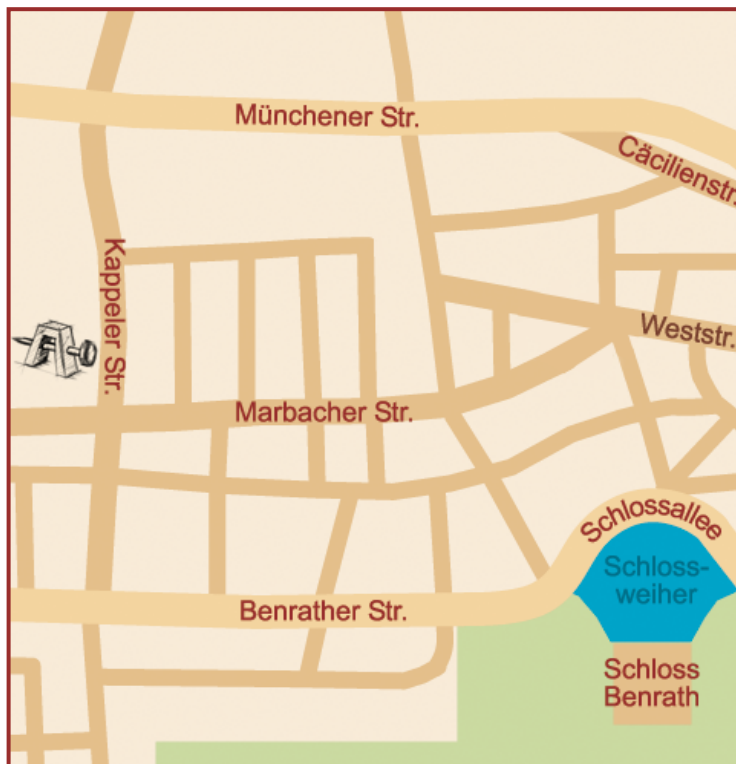 Münchener Str.
Cäcilienstr.
Kappeler Str.
Weststr.
Marbacher Str.
Schlossallee
Schloss-
weiher
Benrather Str.
Schloss
Benrath